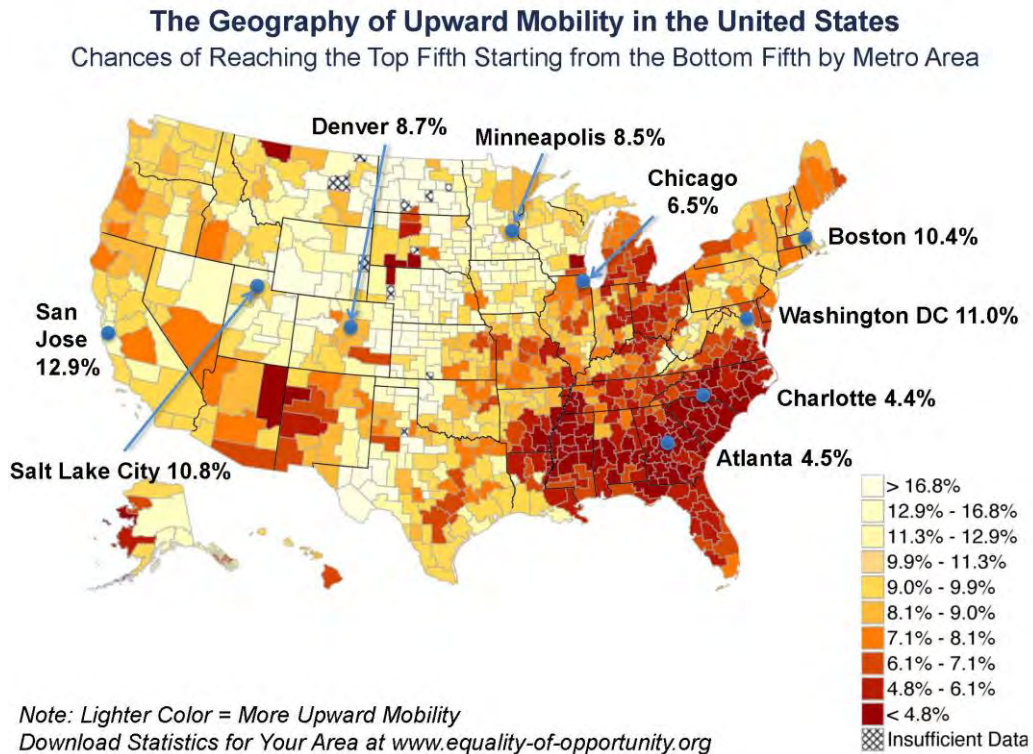 The Geography of Upward Mobility in the United States
Chances of Reaching the Top Fifth Starting from the Bottom Fifth by Metro Area
Denver 8.7%
Minneapolis 8.5%
Chicago
6.5%
Boston 10.4%
San
Jose
12.9%
Washington DC 11.0%
Charlotte 4.4%
Atlanta 4.5%
Salt Lake City 10.8%
> 16.8%
12.9% - 16.8%
11.3% - 12.9%
9.9% - 11.3%
9.0% - 9.9%
8.1% - 9.0%
7.1% - 8.1%
6.1% - 7.1%
4.8% - 6.1%
< 4.8%
Insufficient Data
Note: Lighter Color = More Upward Mobility
Download Statistics for Your Area at www.equality-of-opportunity.org